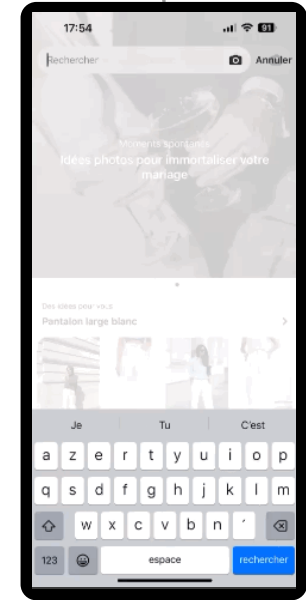 17:54
91
Rechercher
Annuler
Moments spontanés
Idées photos pour immortaliser votre
mariage
Des idées pour vous
Pantalon large blanc
Je Tu C'est
a z e r t y u i o p
q s d f g h j k l m
w x c v b n ´
123 espace rechercher